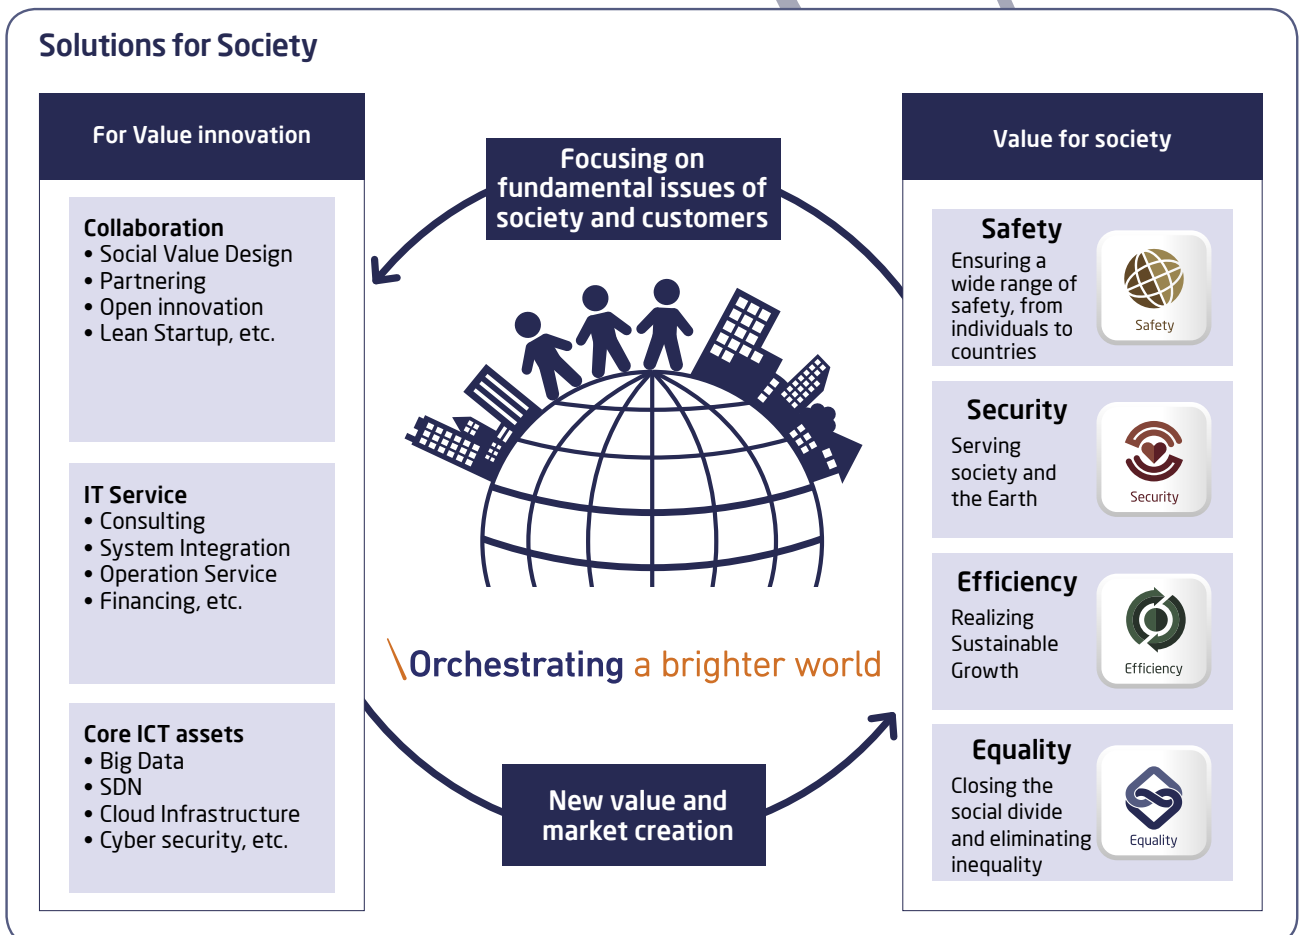 Solutions for Society
For Value innovation
Collaboration
• Social Value Design
• Partnering
• Open innovation
• Lean Startup, etc.
IT Service
• Consulting
• System Integration
• Operation Service
• Financing, etc.
Core ICT assets
• Big Data
• SDN
• Cloud Infrastructure
• Cyber security, etc.
Focusing on
fundamental issues of
society and customers
Orchestrating a brighter world
New value and
market creation
Value for society
Safety
Ensuring a
wide range of
safety, from
individuals to
countries
Safety
Security
Serving
society and
the Earth
Security
Efficiency
Realizing
Sustainable
Growth
Efficiency
Equality
Closing the
social divide
and eliminating
inequality
Equality